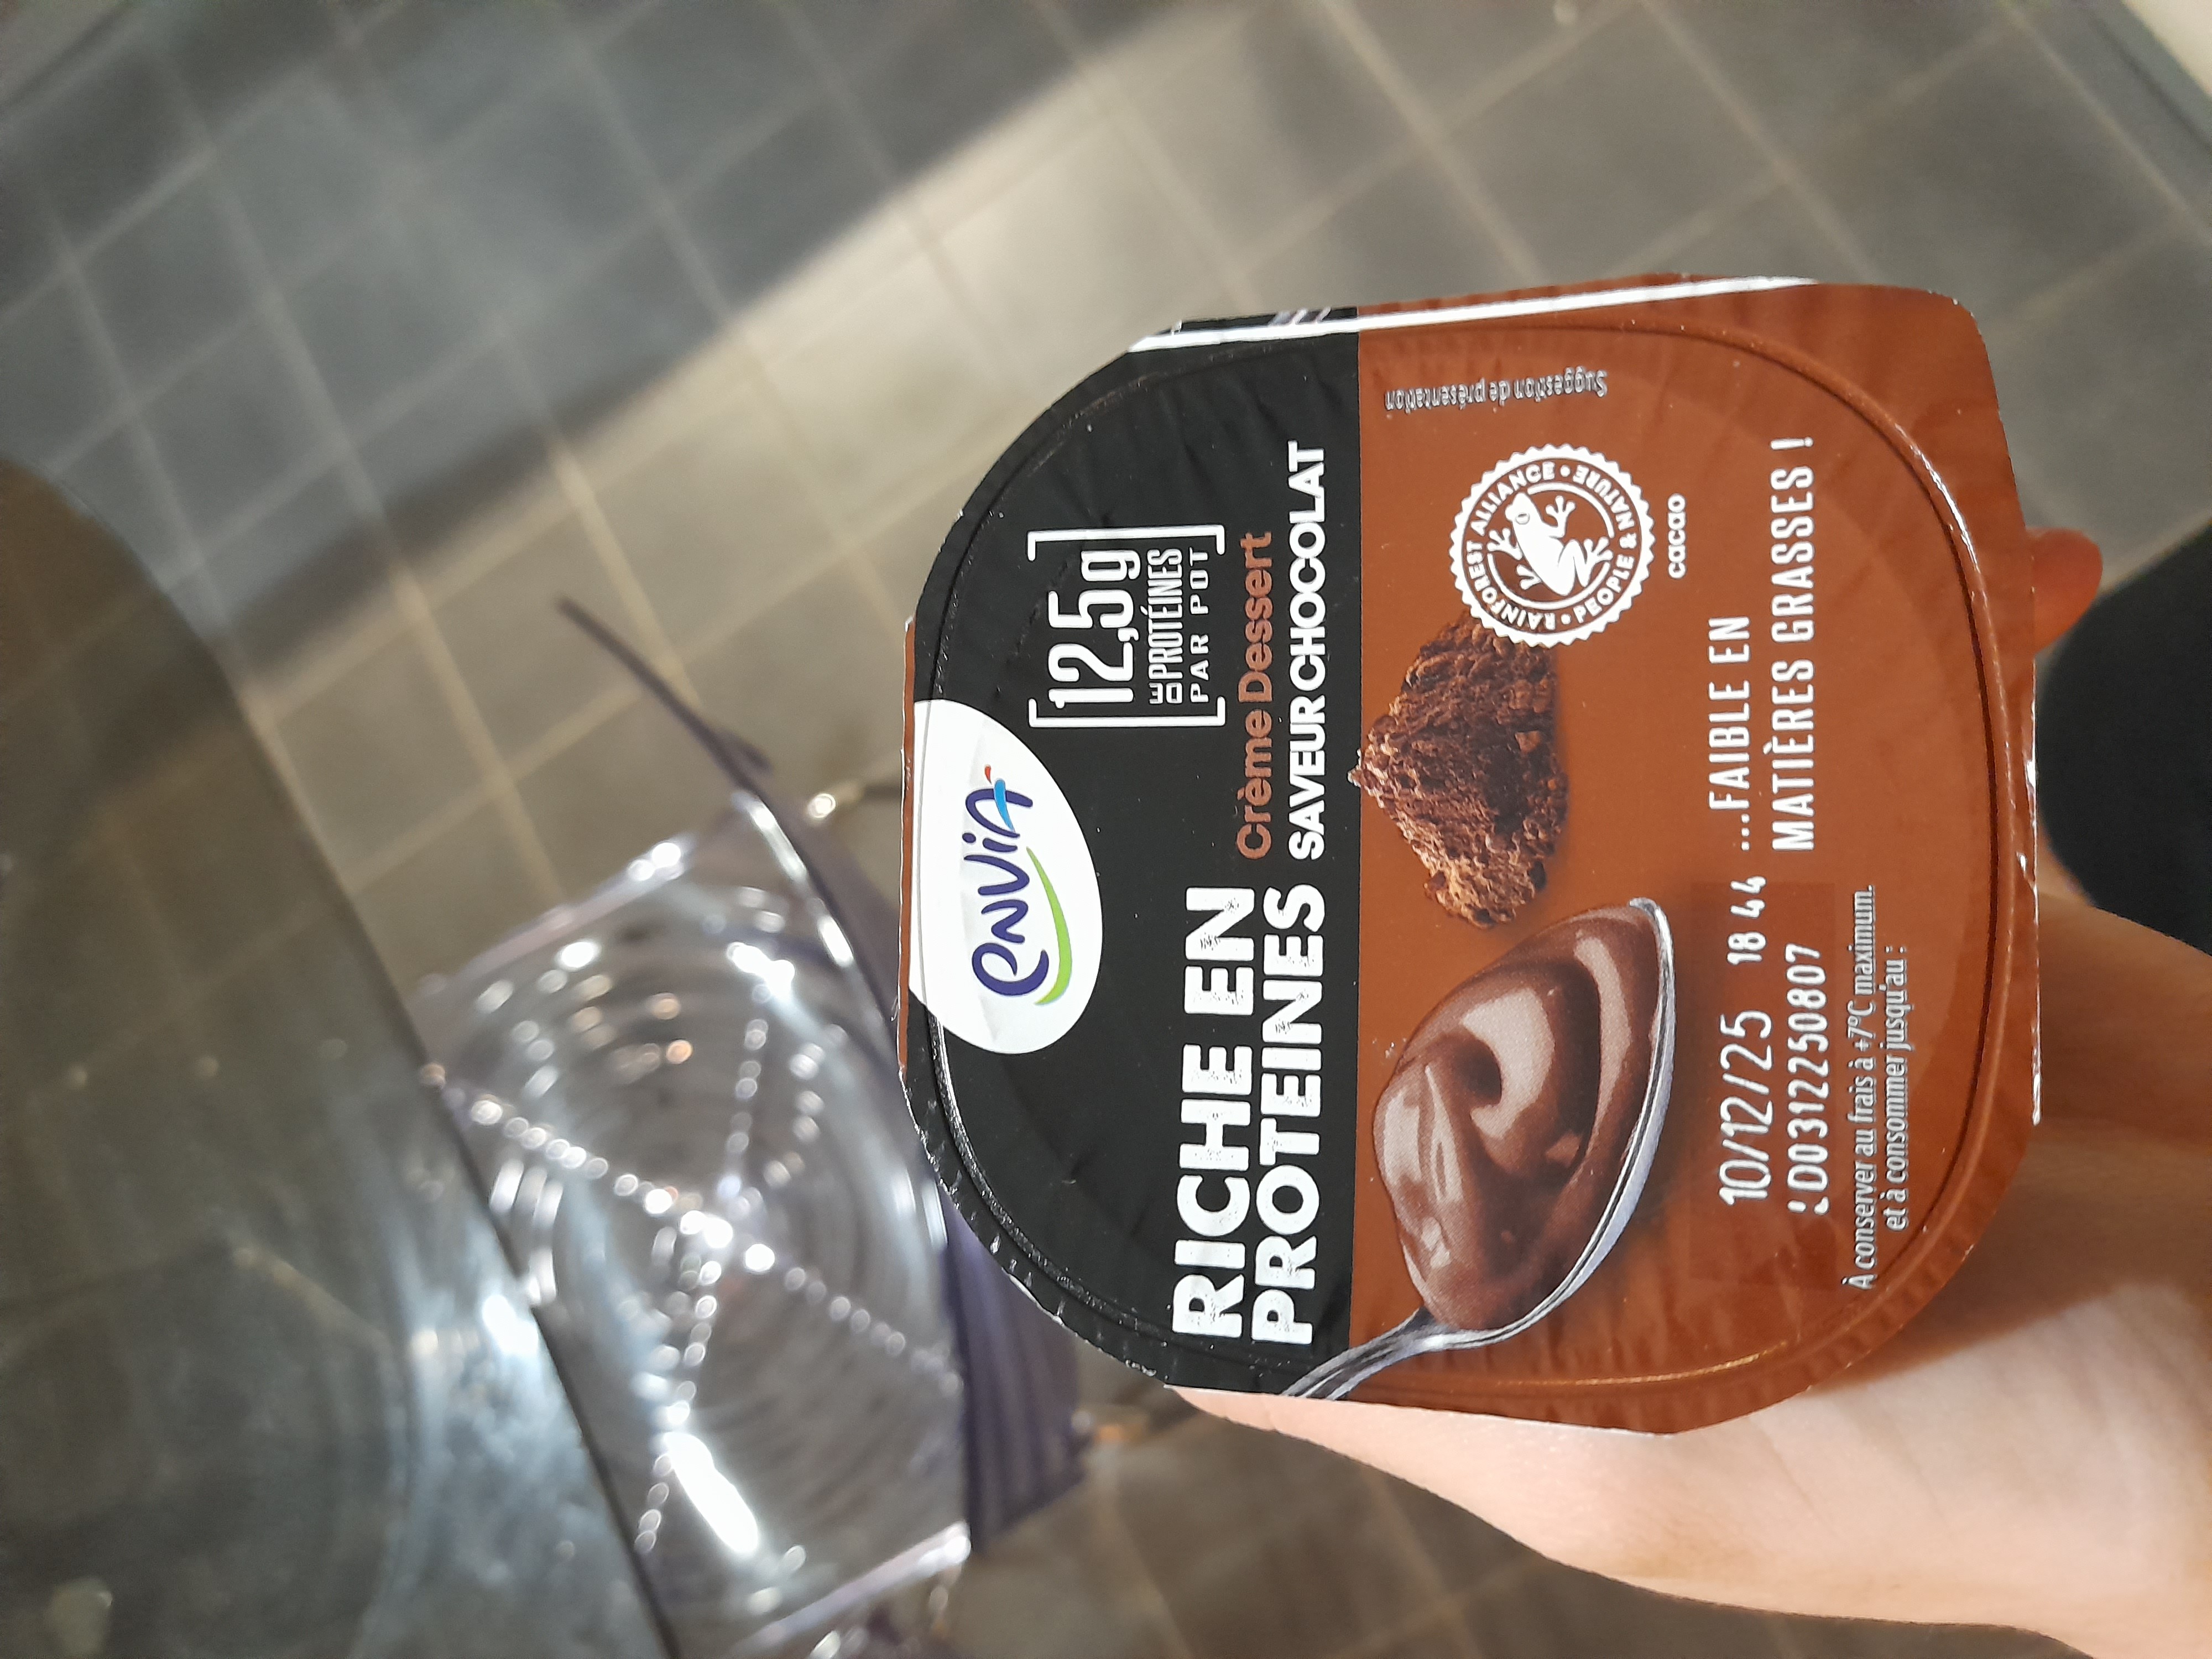 envia
[12,5g
DE PROTÉINES
PAR POT]
RICHE EN
PROTEINES
Crème Dessert
SAVEUR CHOCOLAT
Suggestion de présentation
RAINFOREST ALLIANCE • PEOPLE & NATURE •
cacao
...FAIBLE EN
MATIÈRES GRASSES !
10/12/25 18 44
LD0312250807
À conserver au frais à +7°C maximum.
et à consommer jusqu'au :